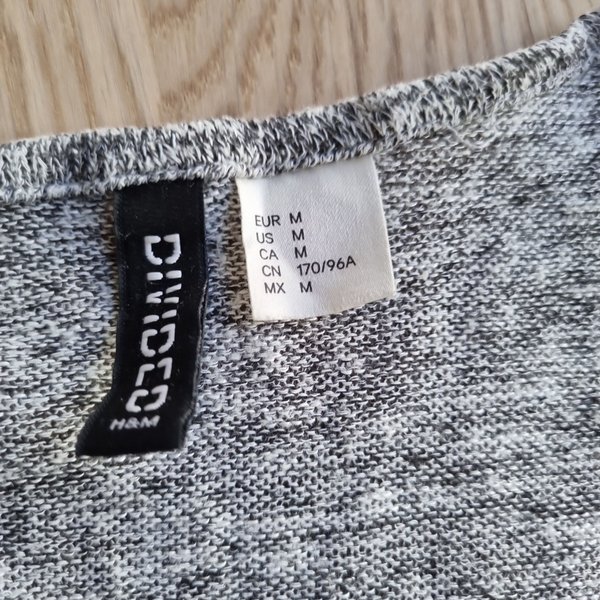 DIVIDED
H&M
EUR M
US M
CA M
CN 170/96A
MX M